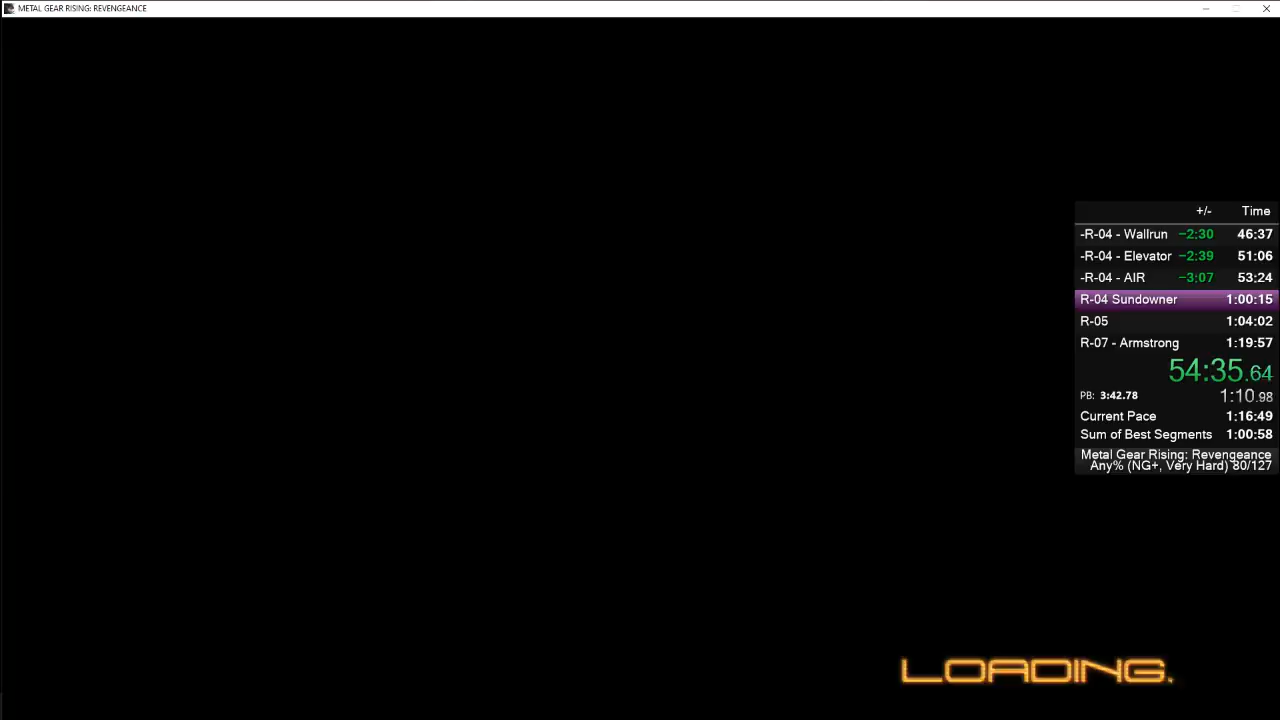 METAL GEAR RISING: REVENGEANCE
+/- Time
-R-04 - Wallrun −2:30 46:37
-R-04 - Elevator −2:39 51:06
-R-04 - AIR −3:07 53:24
R-04 Sundowner 1:00:15
R-05 1:04:02
R-07 - Armstrong 1:19:57
54:35.64
PB: 3:42.78 1:10.98
Current Pace 1:16:49
Sum of Best Segments 1:00:58
Metal Gear Rising: Revengeance
Any% (NG+, Very Hard) 80/127
LOADING.